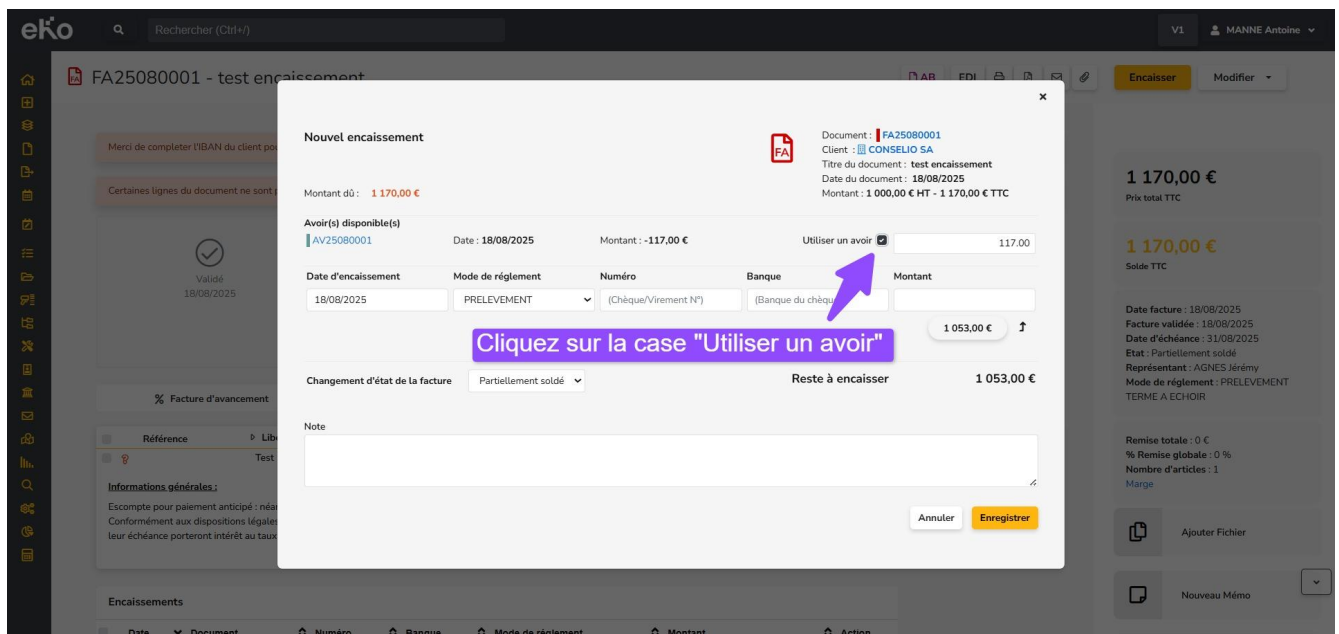 eko
Rechercher (Ctrl+/)
V1
MANNE Antoine
FA25080001 - test encaissement
AB
EDI
Encaisser
Modifier
Merci de completer l'IBAN du client pou
Certaines lignes du document ne sont p
Validé
18/08/2025
% Facture d'avancement
Référence
Lib
Test
Informations générales :
Escompte pour paiement anticipé : néa
Conformément aux dispositions légales
leur échéance porteront intérêt au taux
Encaissements
Date
Document
Numéro
Banque
Mode de réglement
Montant
Action
×
Nouvel encaissement
FA
Document : FA25080001
Client : CONSELIO SA
Titre du document : test encaissement
Date du document : 18/08/2025
Montant : 1 000,00 € HT - 1 170,00 € TTC
Montant dû : 1 170,00 €
Avoir(s) disponible(s)
AV25080001
Date : 18/08/2025
Montant : -117,00 €
Utiliser un avoir
117.00
Date d'encaissement
Mode de réglement
Numéro
Banque
Montant
18/08/2025
PRELEVEMENT
(Chèque/Virement N°)
(Banque du chèqu
1 053,00 €
Cliquez sur la case "Utiliser un avoir"
Changement d'état de la facture
Partiellement soldé
Reste à encaisser
1 053,00 €
Note
Annuler
Enregistrer
1 170,00 €
Prix total TTC
1 170,00 €
Solde TTC
Date facture : 18/08/2025
Facture validée : 18/08/2025
Date d'échéance : 31/08/2025
Etat : Partiellement soldé
Représentant : AGNES Jérémy
Mode de réglement : PRELEVEMENT
TERME A ECHOIR
Remise totale : 0 €
% Remise globale : 0 %
Nombre d'articles : 1
Marge
Ajouter Fichier
Nouveau Mémo